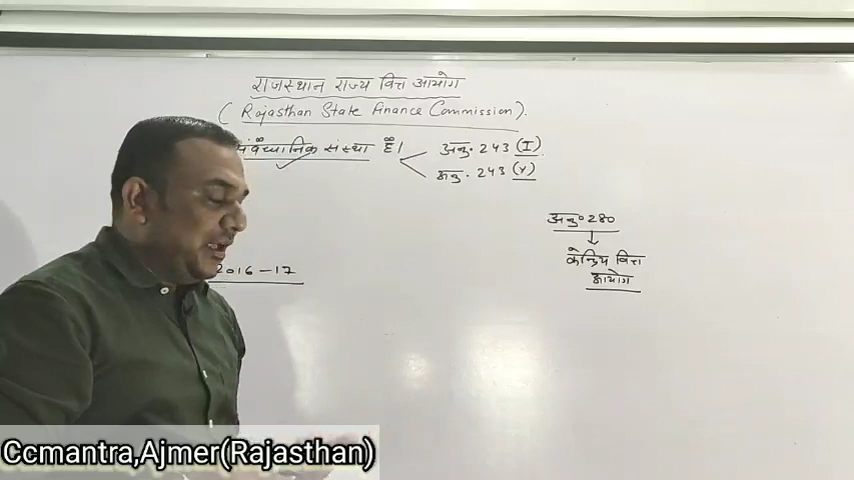 राजस्थान राज्य वित्त आयोग
(Rajasthan State Finance Commission).
संवैधानिक संस्था है।
अनु. 243 (I)
अनु. 243 (Y)
अनु० 280
केन्द्रिय वित्त
आयोग
2016-17
Ccmantra,Ajmer(Rajasthan)